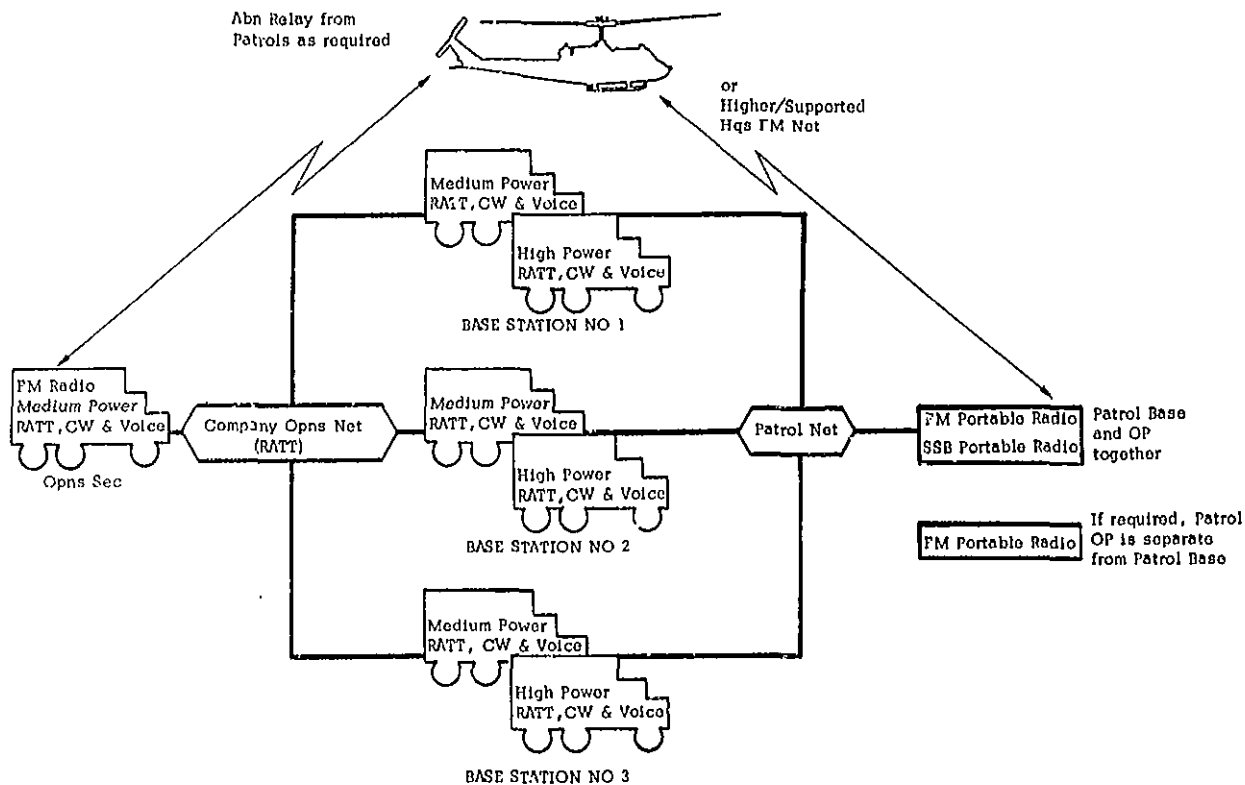 Abn Relay from
Patrols as required
or
Higher/Supported
Hqs FM Net
Medium Power
RATT, CW & Voice
High Power
RATT, CW & Voice
BASE STATION NO 1
FM Radio
Medium Power
RATT, CW & Voice
Opns Sec
Company Opns Net
(RATT)
Medium Power
RATT, CW & Voice
High Power
RATT, CW & Voice
BASE STATION NO 2
Patrol Net
FM Portable Radio
SSB Portable Radio
Patrol Base
and OP
together
FM Portable Radio
If required, Patrol
OP is separate
from Patrol Base
Medium Power
RATT, CW & Voice
High Power
RATT, CW & Voice
BASE STATION NO 3